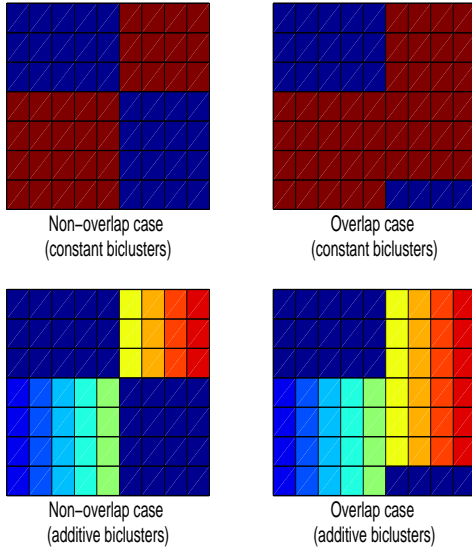 Non−overlap case
(constant biclusters)
Overlap case
(constant biclusters)
Non−overlap case
(additive biclusters)
Overlap case
(additive biclusters)